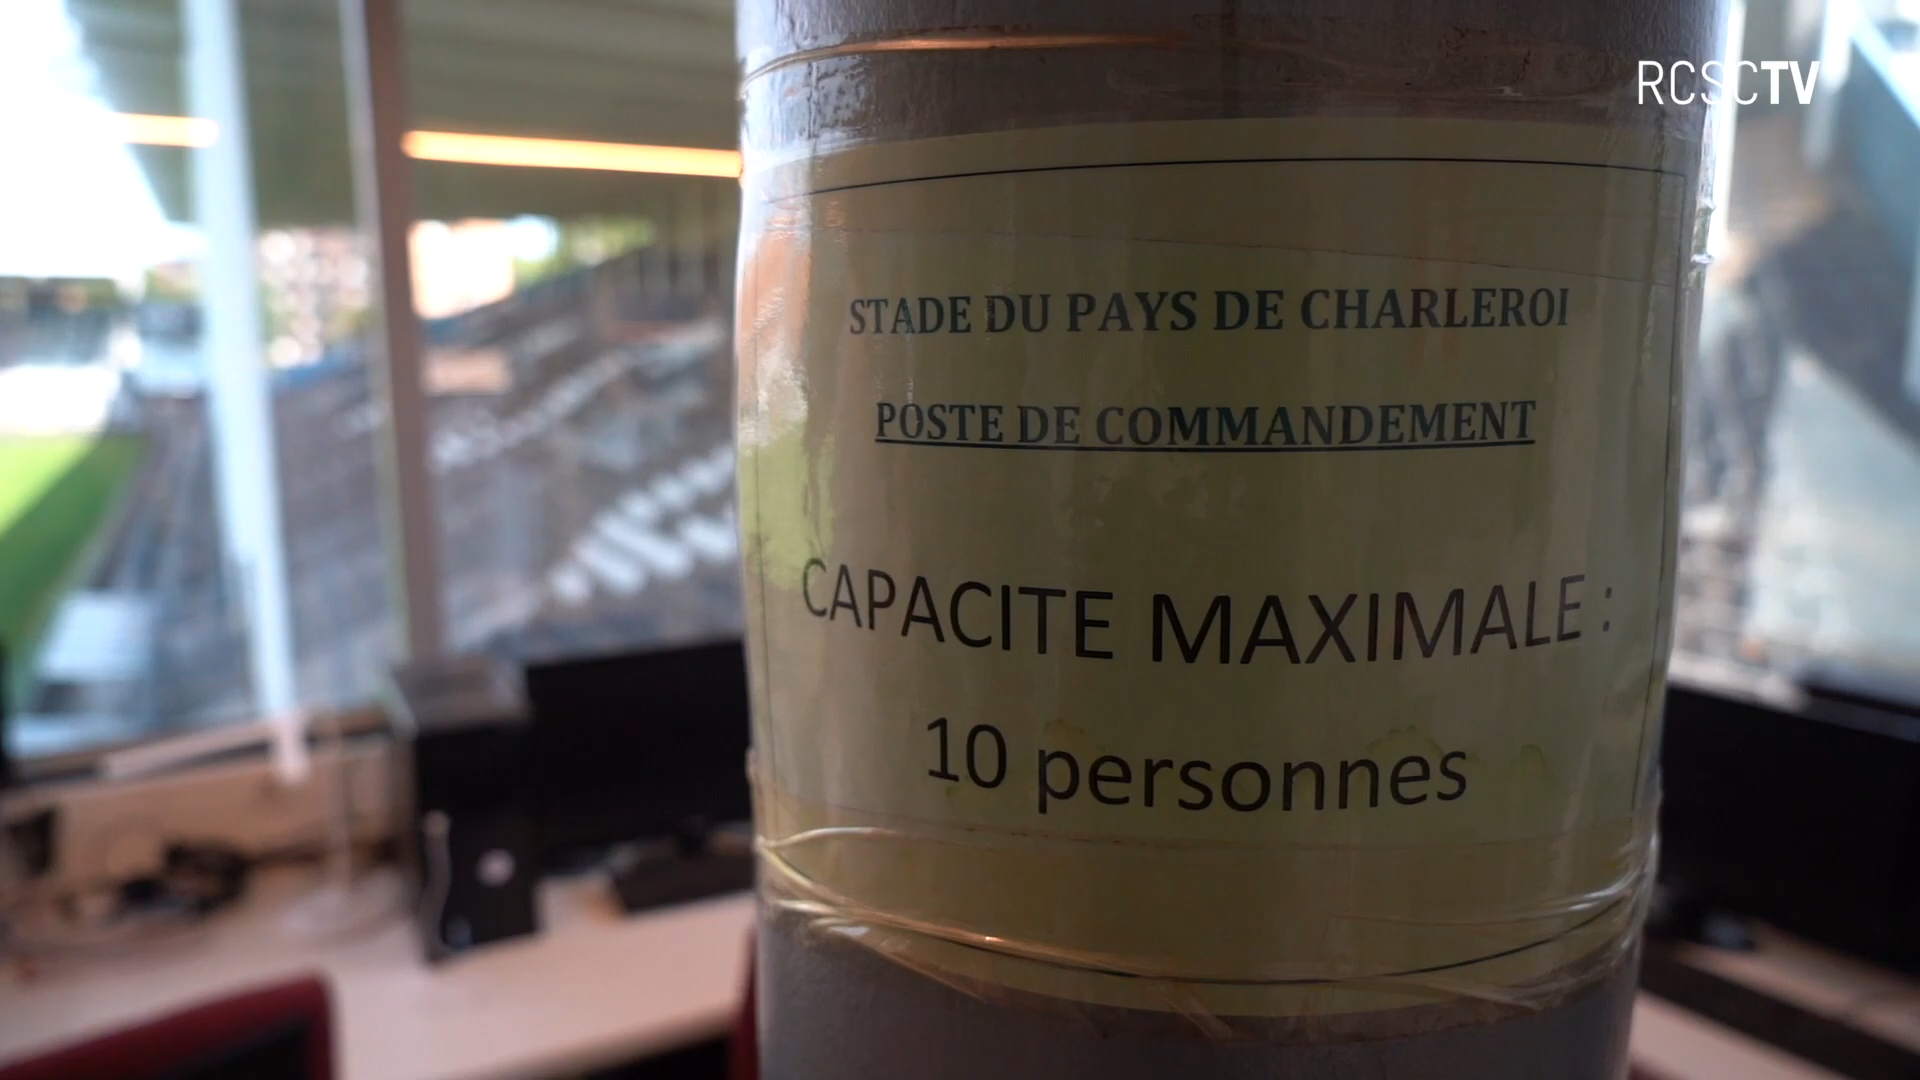 RCSCTV
STADE DU PAYS DE CHARLEROI
POSTE DE COMMANDEMENT
CAPACITE MAXIMALE :
10 personnes